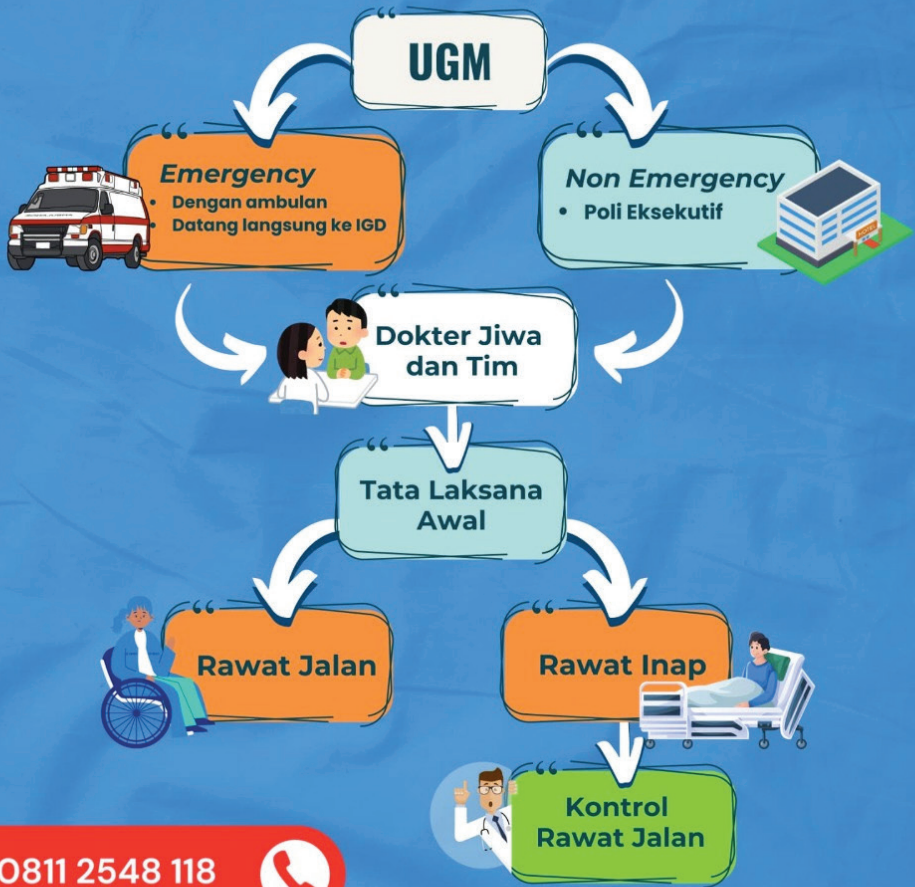 UGM
Emergency
• Dengan ambulan
• Datang langsung ke IGD
Non Emergency
• Poli Eksekutif
HOTEL
Dokter Jiwa
dan Tim
Tata Laksana
Awal
Rawat Jalan
Rawat Inap
Kontrol
Rawat Jalan
0811 2548 118